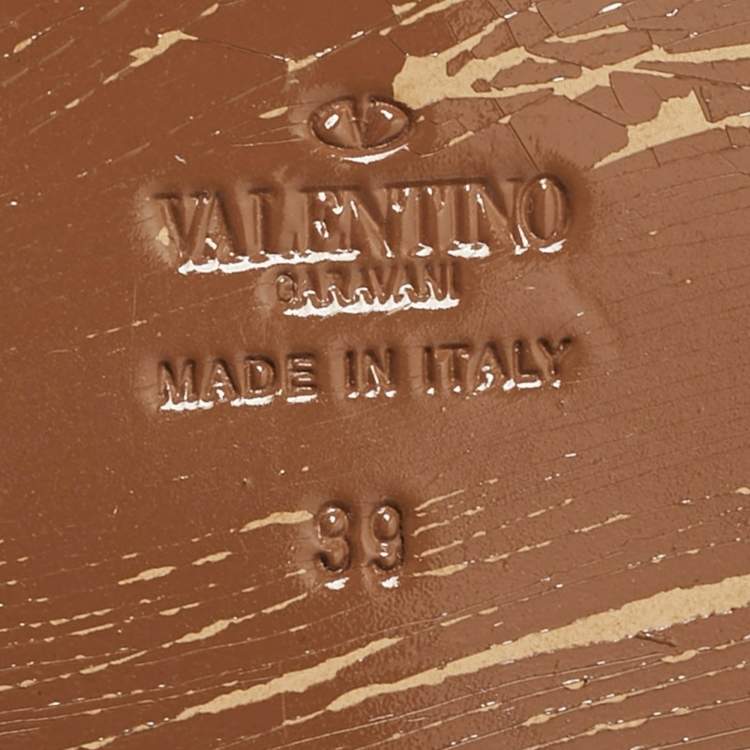 VALENTINO
GARAVANI
MADE IN ITALY
39